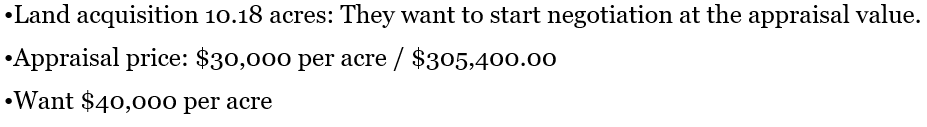 •Land acquisition 10.18 acres: They want to start negotiation at the appraisal value.
•Appraisal price: $30,000 per acre / $305,400.00
•Want $40,000 per acre